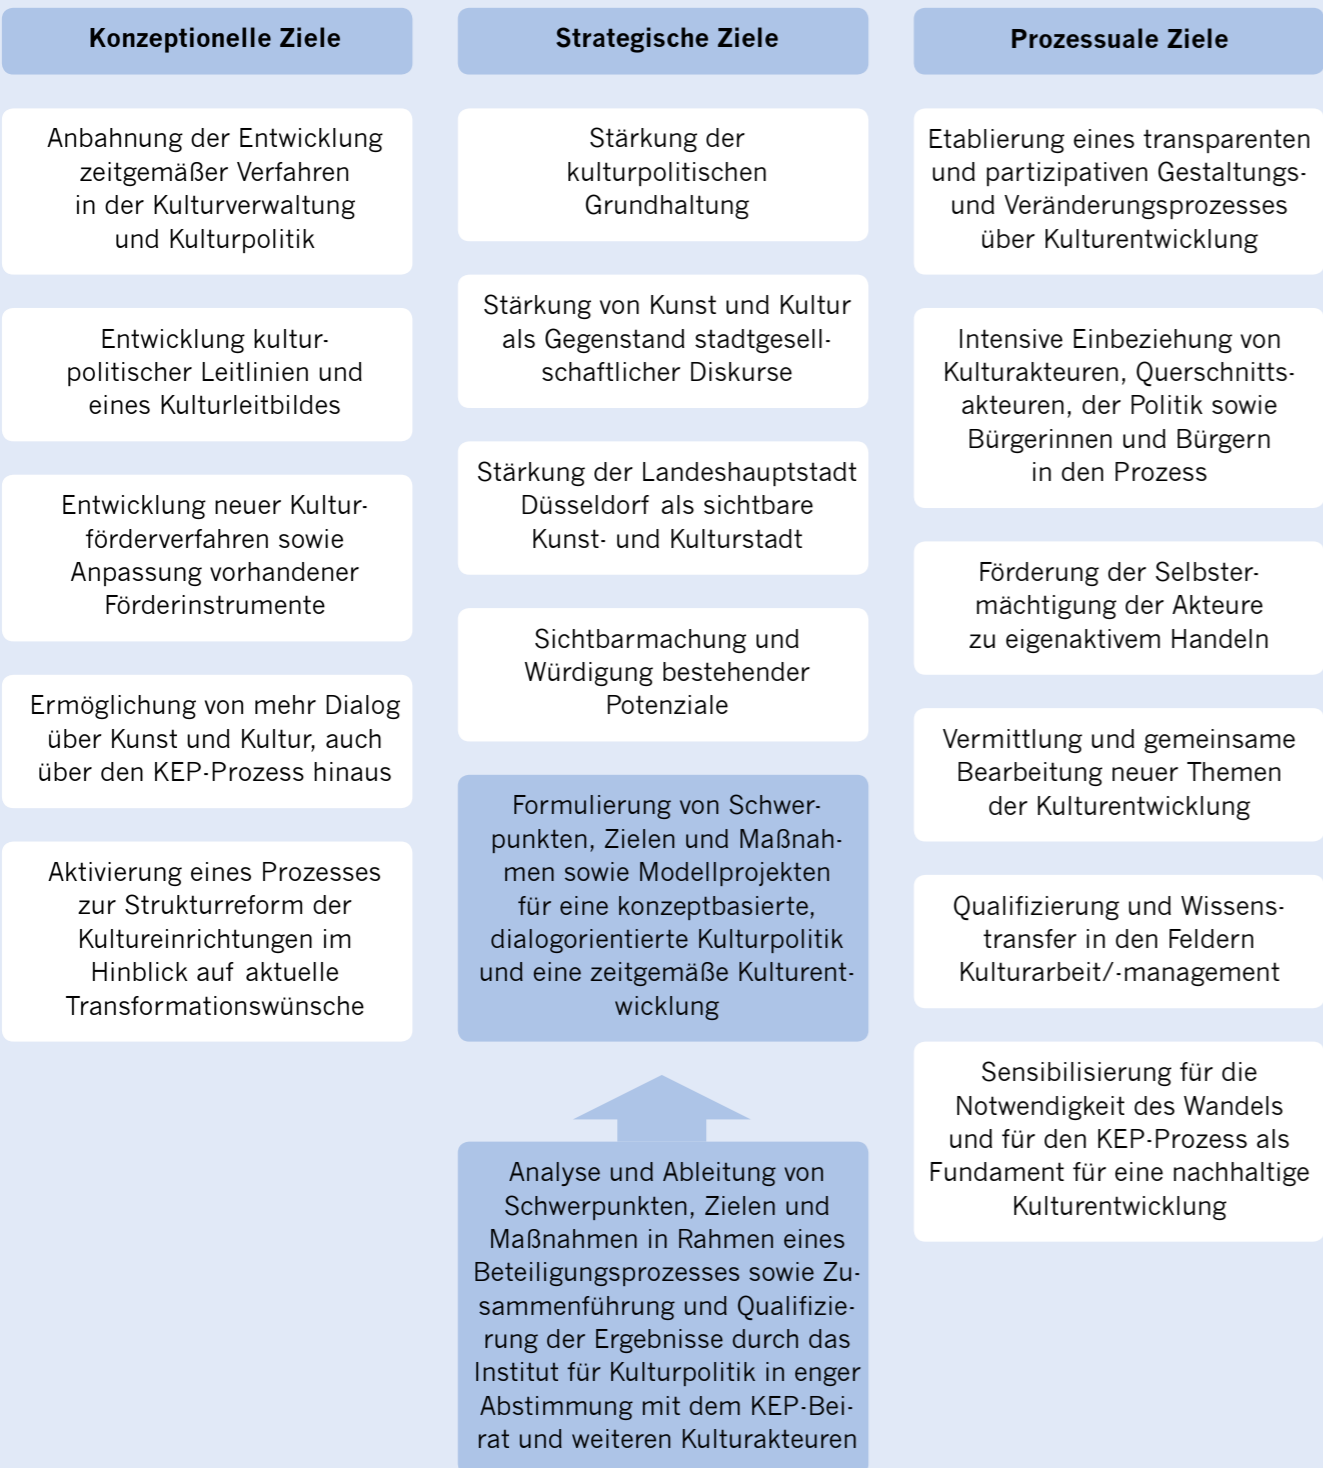 Konzeptionelle Ziele
Anbahnung der Entwicklung
zeitgemäßer Verfahren
in der Kulturverwaltung
und Kulturpolitik
Entwicklung kultur-
politischer Leitlinien und
eines Kulturleitbildes
Entwicklung neuer Kultur-
förderverfahren sowie
Anpassung vorhandener
Förderinstrumente
Ermöglichung von mehr Dialog
über Kunst und Kultur, auch
über den KEP-Prozess hinaus
Aktivierung eines Prozesses
zur Strukturreform der
Kultureinrichtungen im
Hinblick auf aktuelle
Transformationswünsche
Strategische Ziele
Stärkung der
kulturpolitischen
Grundhaltung
Stärkung von Kunst und Kultur
als Gegenstand stadtgesell-
schaftlicher Diskurse
Stärkung der Landeshauptstadt
Düsseldorf als sichtbare
Kunst- und Kulturstadt
Sichtbarmachung und
Würdigung bestehender
Potenziale
Formulierung von Schwer-
punkten, Zielen und Maßnah-
men sowie Modellprojekten
für eine konzeptbasierte,
dialogorientierte Kulturpolitik
und eine zeitgemäße Kulturent-
wicklung
Analyse und Ableitung von
Schwerpunkten, Zielen und
Maßnahmen in Rahmen eines
Beteiligungsprozesses sowie Zu-
sammenführung und Qualifizie-
rung der Ergebnisse durch das
Institut für Kulturpolitik in enger
Abstimmung mit dem KEP-Bei-
rat und weiteren Kulturakteuren
Prozessuale Ziele
Etablierung eines transparenten
und partizipativen Gestaltungs-
und Veränderungsprozesses
über Kulturentwicklung
Intensive Einbeziehung von
Kulturakteuren, Querschnitts-
akteuren, der Politik sowie
Bürgerinnen und Bürgern
in den Prozess
Förderung der Selbster-
mächtigung der Akteure
zu eigenaktivem Handeln
Vermittlung und gemeinsame
Bearbeitung neuer Themen
der Kulturentwicklung
Qualifizierung und Wissens-
transfer in den Feldern
Kulturarbeit/-management
Sensibilisierung für die
Notwendigkeit des Wandels
und für den KEP-Prozess als
Fundament für eine nachhaltige
Kulturentwicklung